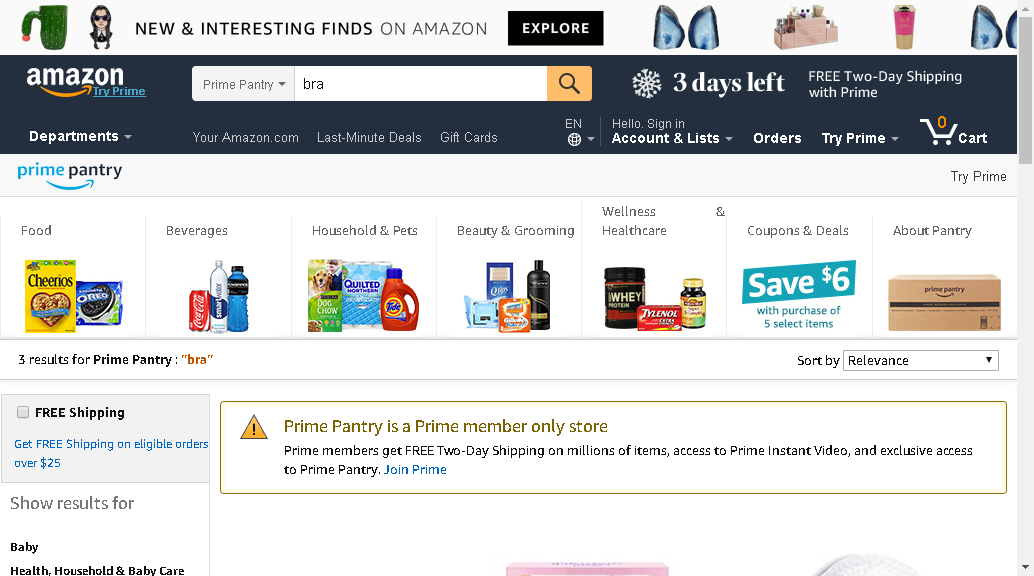 NEW & INTERESTING FINDS ON AMAZON EXPLORE
amazon
Try Prime
Prime Pantry bra
3 days left
FREE Two-Day Shipping
with Prime
Departments
Your Amazon.com Last-Minute Deals Gift Cards
EN
Hello. Sign in
Account & Lists
Orders
Try Prime
0
Cart
prime pantry
Try Prime
Food
Beverages
Household & Pets
Beauty & Grooming
Wellness &
Healthcare
Coupons & Deals
About Pantry
Cheerios
OREO
Coca-Cola
smartwater
DOG
CHOW
QUILTED
NORTHERN
Tide
Q-tips
WHEY
PROTEIN
TYLENOL
Save $6
with purchase of
5 select items
prime pantry
3 results for Prime Pantry : "bra"
Sort by Relevance
FREE Shipping
Get FREE Shipping on eligible orders
over $25
Prime Pantry is a Prime member only store
Prime members get FREE Two-Day Shipping on millions of items, access to Prime Instant Video, and exclusive access
to Prime Pantry. Join Prime
Show results for
Baby
Health, Household & Baby Care